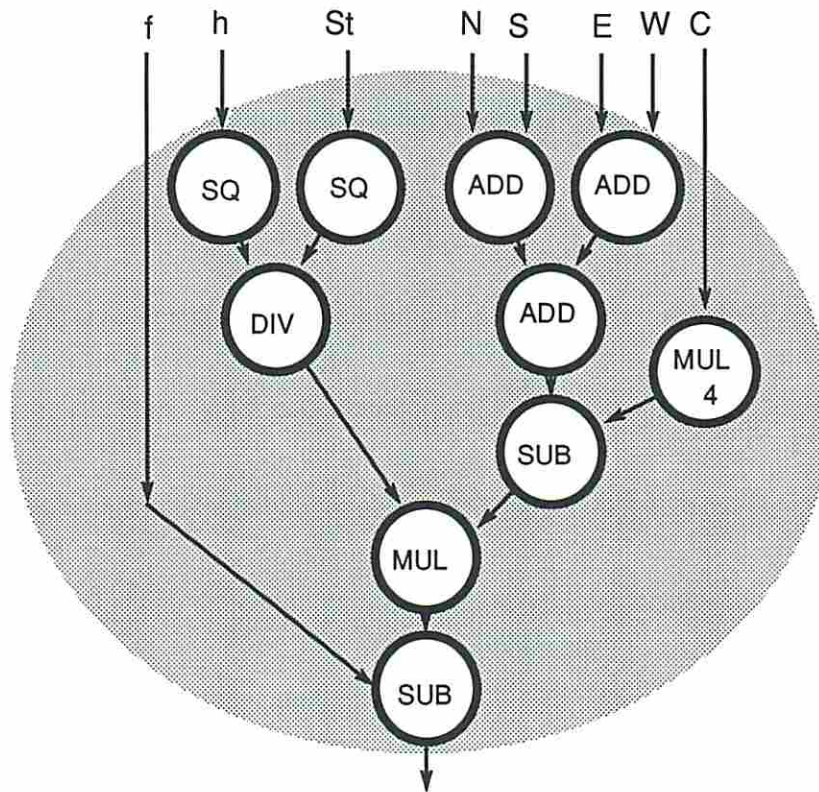 f h St N S E W C
SQ SQ ADD ADD
DIV ADD
MUL
4
SUB
MUL
SUB